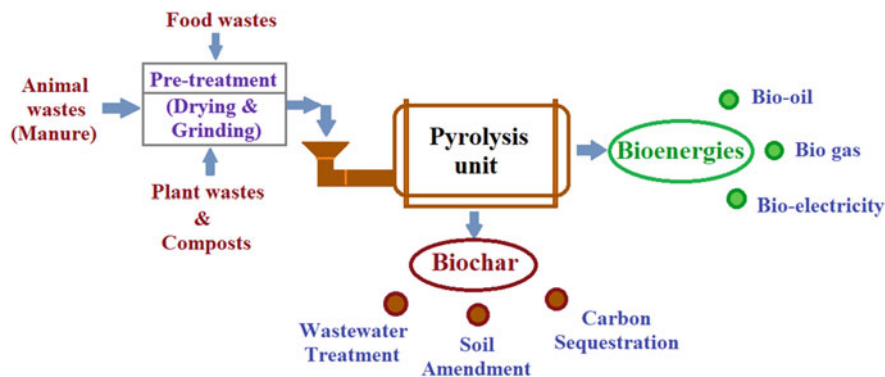 Food wastes
Animal
wastes
(Manure)
Pre-treatment
(Drying &
Grinding)
Plant wastes
&
Composts
Pyrolysis
unit
Bioenergies
Bio-oil
Bio gas
Bio-electricity
Biochar
Wastewater
Treatment
Soil
Amendment
Carbon
Sequestration